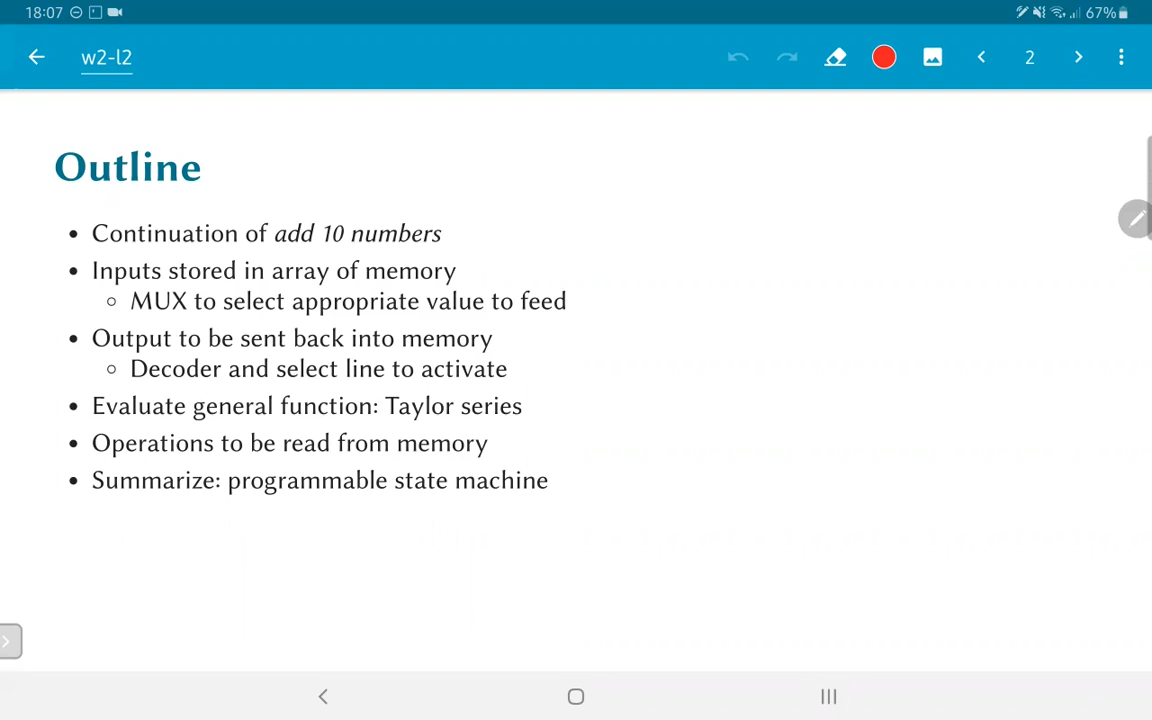 18:07
67%
w2-l2
2
Outline
• Continuation of add 10 numbers
• Inputs stored in array of memory
◦ MUX to select appropriate value to feed
• Output to be sent back into memory
◦ Decoder and select line to activate
• Evaluate general function: Taylor series
• Operations to be read from memory
• Summarize: programmable state machine